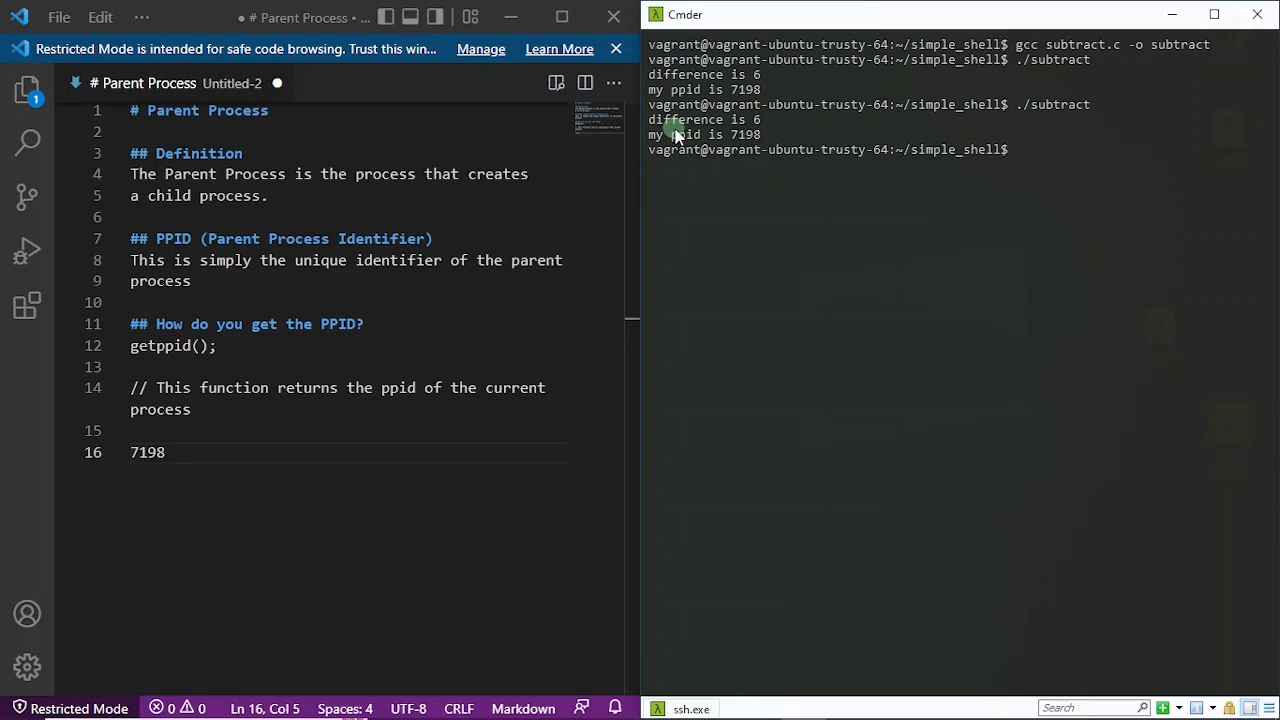 File Edit ··· ● # Parent Process • ...
Restricted Mode is intended for safe code browsing. Trust this win... Manage Learn More
# Parent Process Untitled-2
1 # Parent Process
2
3 ## Definition
4 The Parent Process is the process that creates
5 a child process.
6
7 ## PPID (Parent Process Identifier)
8 This is simply the unique identifier of the parent
9 process
10
11 ## How do you get the PPID?
12 getppid();
13
14 // This function returns the ppid of the current
process
15
16 7198
1
Restricted Mode 0 0 Ln 16, Col 5 Spaces: 4 UTF-8 CRLF Markdown
Cmder
vagrant@vagrant-ubuntu-trusty-64:~/simple_shell$ gcc subtract.c -o subtract
vagrant@vagrant-ubuntu-trusty-64:~/simple_shell$ ./subtract
difference is 6
my ppid is 7198
vagrant@vagrant-ubuntu-trusty-64:~/simple_shell$ ./subtract
difference is 6
my ppid is 7198
vagrant@vagrant-ubuntu-trusty-64:~/simple_shell$
ssh.exe Search